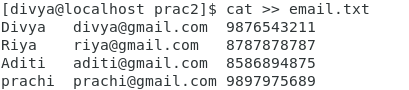 [divya@localhost prac2]$ cat >> email.txt
Divya divya@gmail.com 9876543211
Riya riya@gmail.com 8787878787
Aditi aditi@gmail.com 8586894875
prachi prachi@gmail.com 9897975689